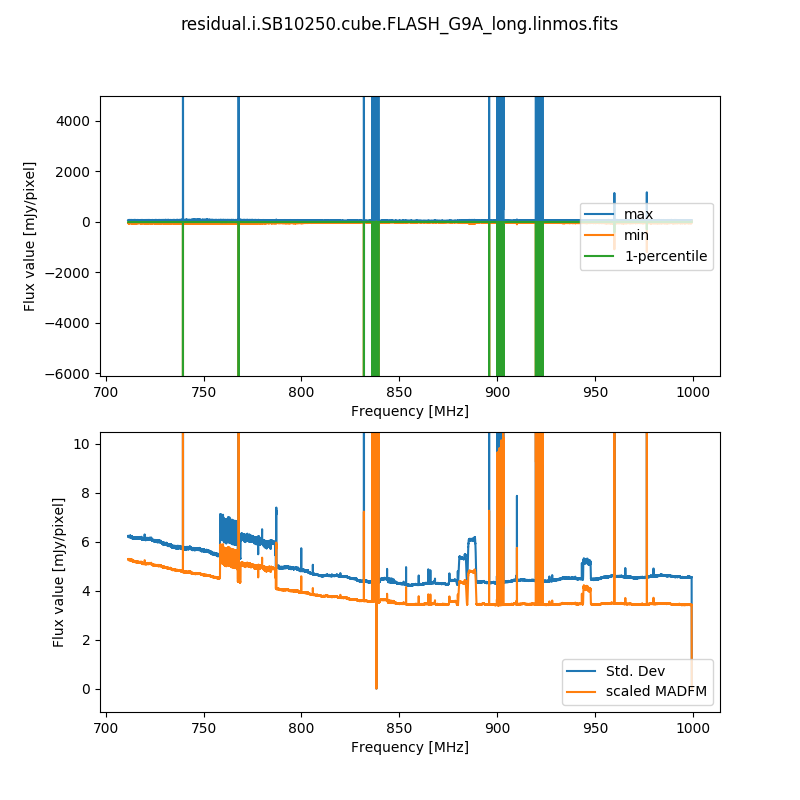 residual.i.SB10250.cube.FLASH_G9A_long.linmos.fits
4000
2000
0
−2000
−4000
−6000
Flux value [mJy/pixel]
max
min
1-percentile
700
750
800
850
900
950
1000
Frequency [MHz]
10
8
6
4
2
0
Flux value [mJy/pixel]
Std. Dev
scaled MADFM
700
750
800
850
900
950
1000
Frequency [MHz]